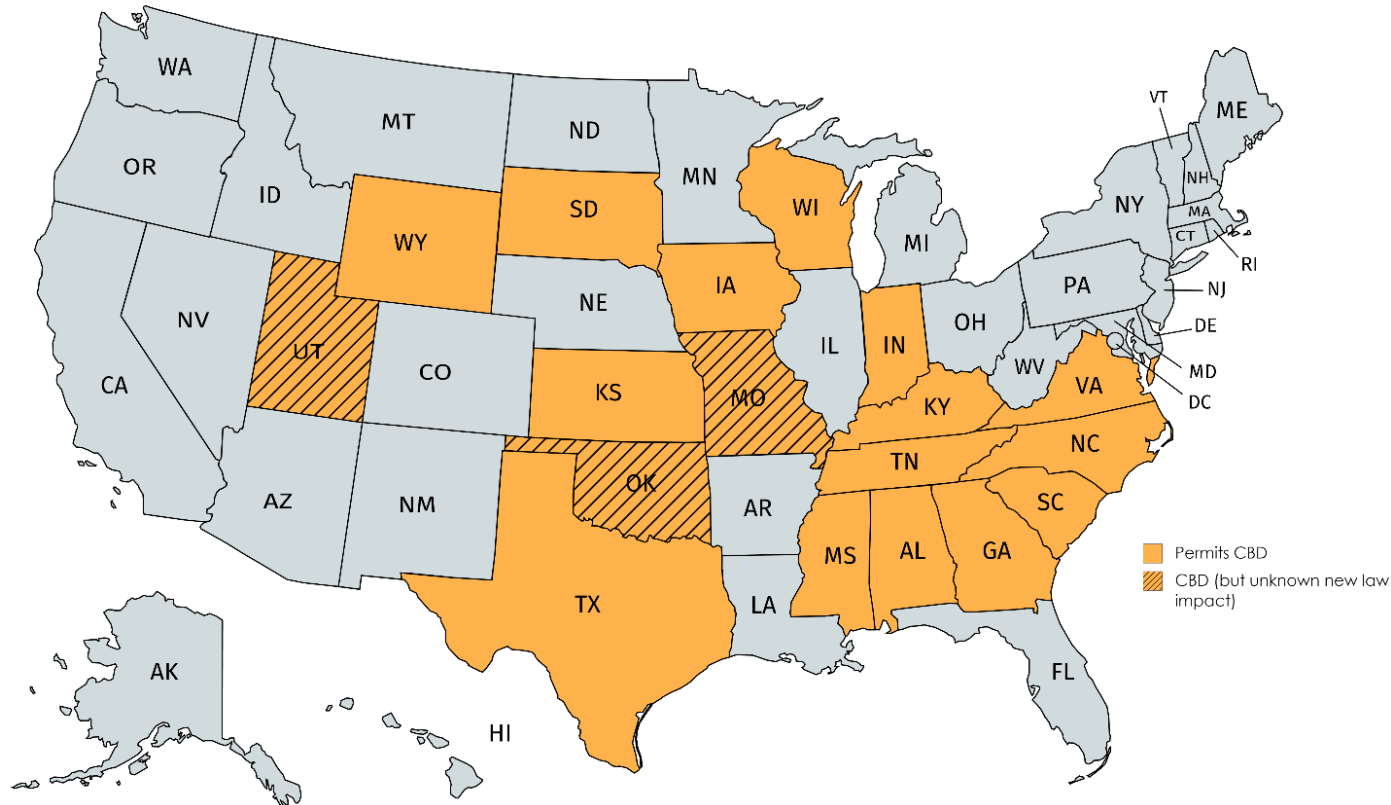 WA
MT
ND
MN
OR
ID
SD
WI
MI
WY
NE
IA
NV
UT
CO
KS
MO
IL
IN
OH
KY
WV
VA
PA
NY
VT
NH
ME
MA
CT
RI
NJ
DE
MD
DC
CA
AZ
NM
OK
AR
TN
NC
SC
MS
AL
GA
TX
LA
FL
AK
HI
Permits CBD
CBD (but unknown new law
impact)